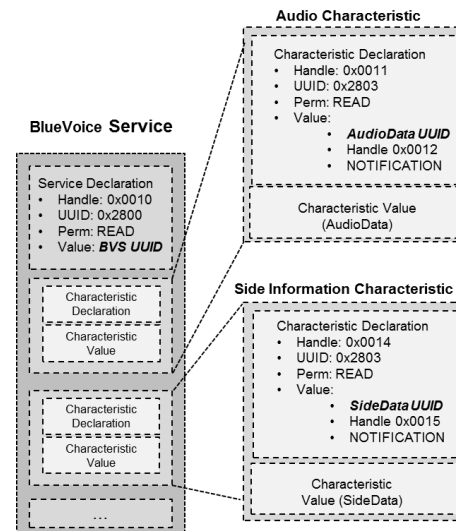 BlueVoice Service
Service Declaration
• Handle: 0x0010
• UUID: 0x2800
• Perm: READ
• Value: BVS UUID
Characteristic
Declaration
Characteristic
Value
Characteristic
Declaration
Characteristic
Value
...
Audio Characteristic
Characteristic Declaration
• Handle: 0x0011
• UUID: 0x2803
• Perm: READ
• Value:
• AudioData UUID
• Handle 0x0012
• NOTIFICATION
Characteristic Value
(AudioData)
Side Information Characteristic
Characteristic Declaration
• Handle: 0x0014
• UUID: 0x2803
• Perm: READ
• Value:
• SideData UUID
• Handle 0x0015
• NOTIFICATION
Characteristic
Value (SideData)